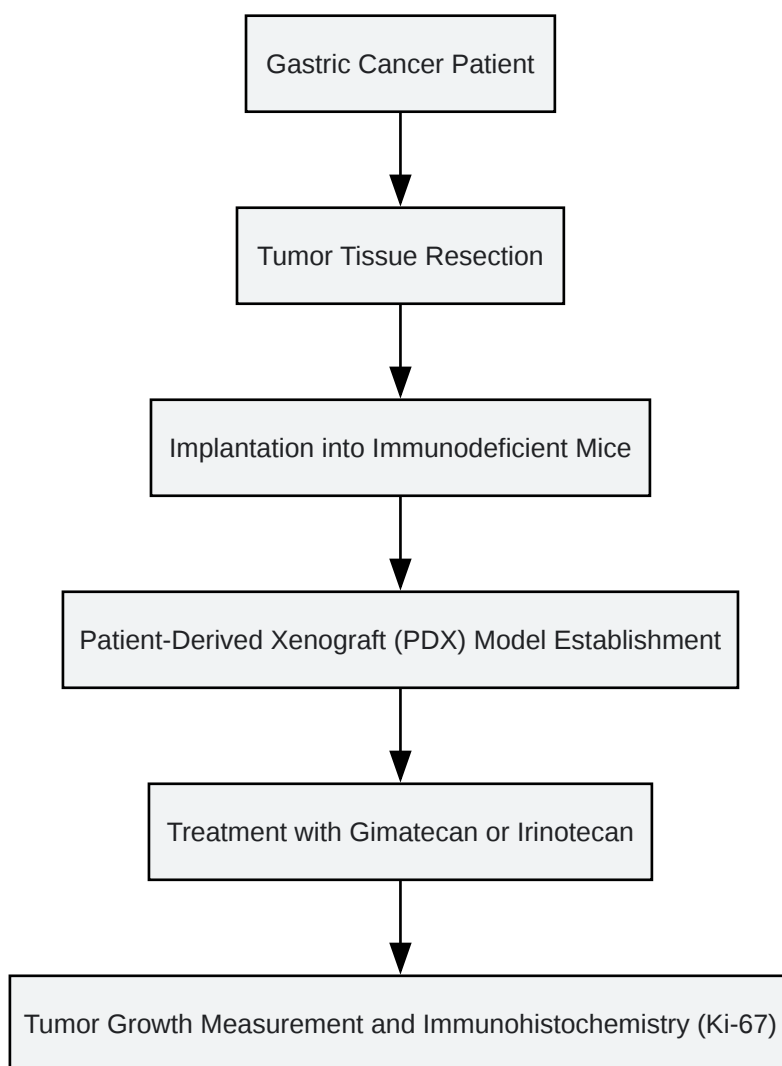 Gastric Cancer Patient
Tumor Tissue Resection
Implantation into Immunodeficient Mice
Patient-Derived Xenograft (PDX) Model Establishment
Treatment with Gimatecan or Irinotecan
Tumor Growth Measurement and Immunohistochemistry (Ki-67)